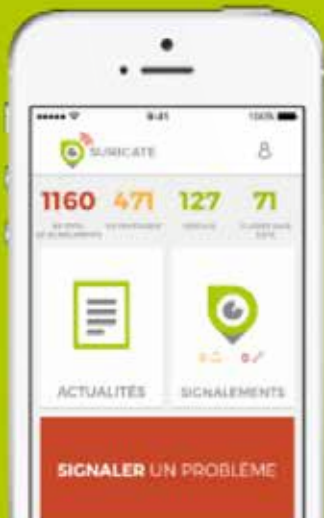 9:41 100%
SURICATE
1160 471 127 71
ACTUALITÉS SIGNALEMENTS
SIGNALER UN PROBLÈME